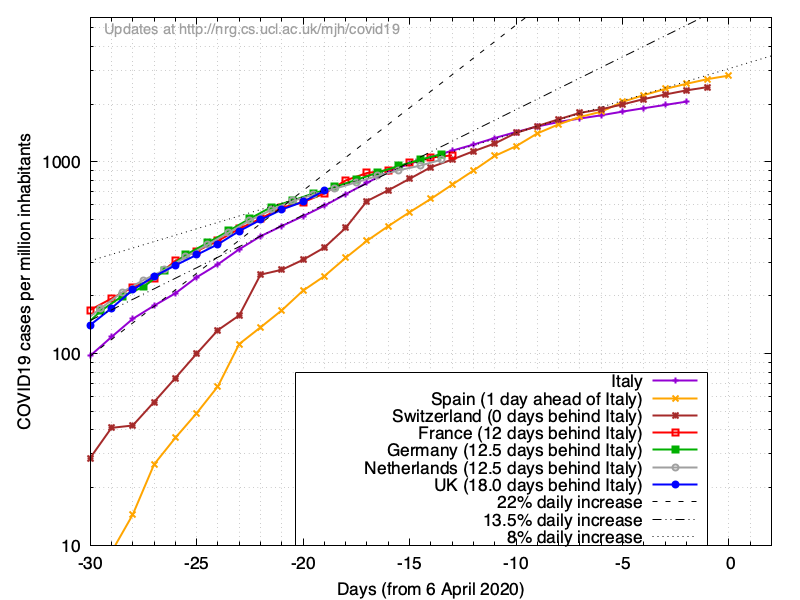 Updates at http://nrg.cs.ucl.ac.uk/mjh/covid19
COVID19 cases per million inhabitants
1000
100
10
Italy
Spain (1 day ahead of Italy)
Switzerland (0 days behind Italy)
France (12 days behind Italy)
Germany (12.5 days behind Italy)
Netherlands (12.5 days behind Italy)
UK (18.0 days behind Italy)
22% daily increase
13.5% daily increase
8% daily increase
-30 -25 -20 -15 -10 -5 0
Days (from 6 April 2020)